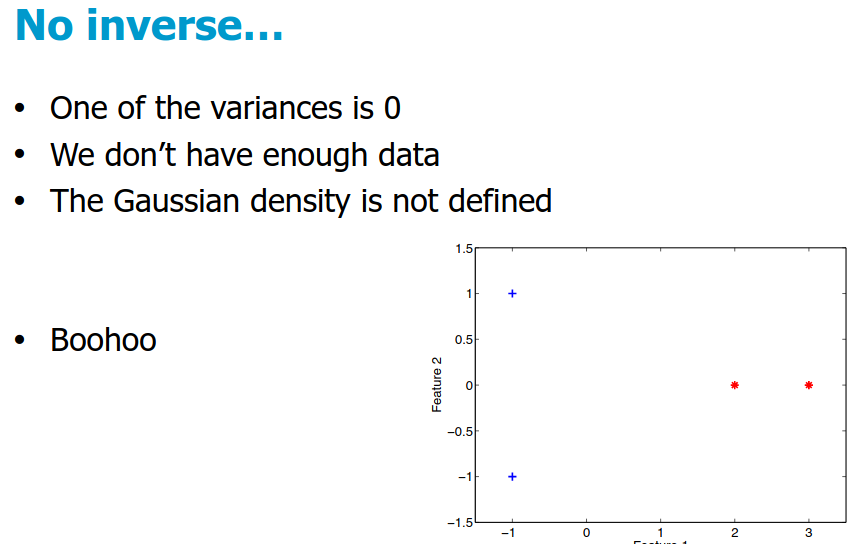 No inverse...
• One of the variances is 0
• We don't have enough data
• The Gaussian density is not defined
• Boohoo
1.5
1
0.5
0
−0.5
−1
−1.5
Feature 2
−1 0 1 2 3
Feature 1